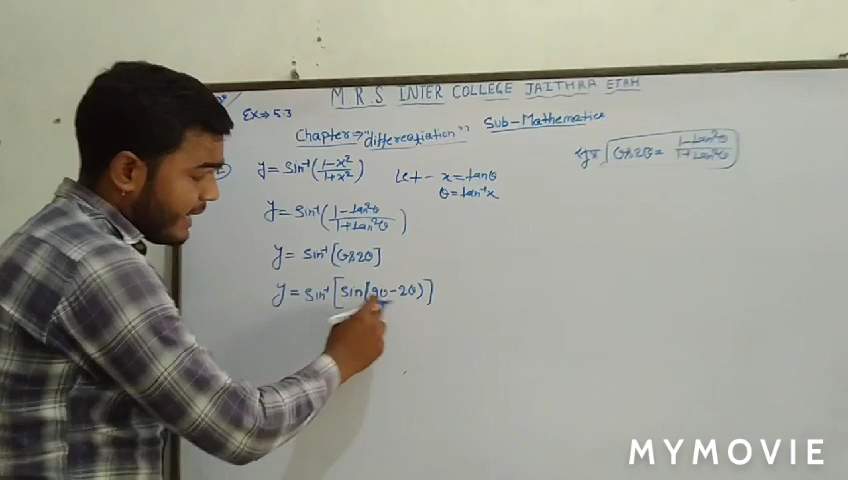 M R.S INTER COLLEGE JAITHRA ETAH
Ex⇒5.3
Chapter⇒"differeatiation" Sub-Mathematics
y = Sin⁻¹(1-x²/1+x²) Let- x = tanθ
θ = tan⁻¹x
सूत्र Cos2θ = 1-tan²θ/1+tan²θ
y = Sin⁻¹(1-tan²θ/1+tan²θ)
y = Sin⁻¹[Cos2θ]
y = Sin⁻¹[Sin(90-2θ)]
MYMOVIE